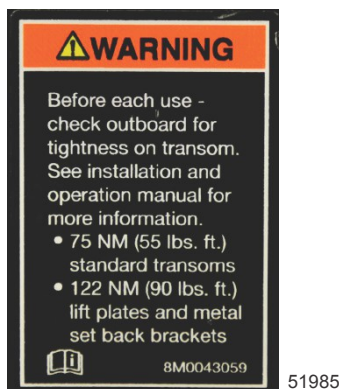 ⚠WARNING
Before each use -
check outboard for
tightness on transom.
See installation and
operation manual for
more information.
• 75 NM (55 lbs. ft.)
standard transoms
• 122 NM (90 lbs. ft.)
lift plates and metal
set back brackets
8M0043059
51985